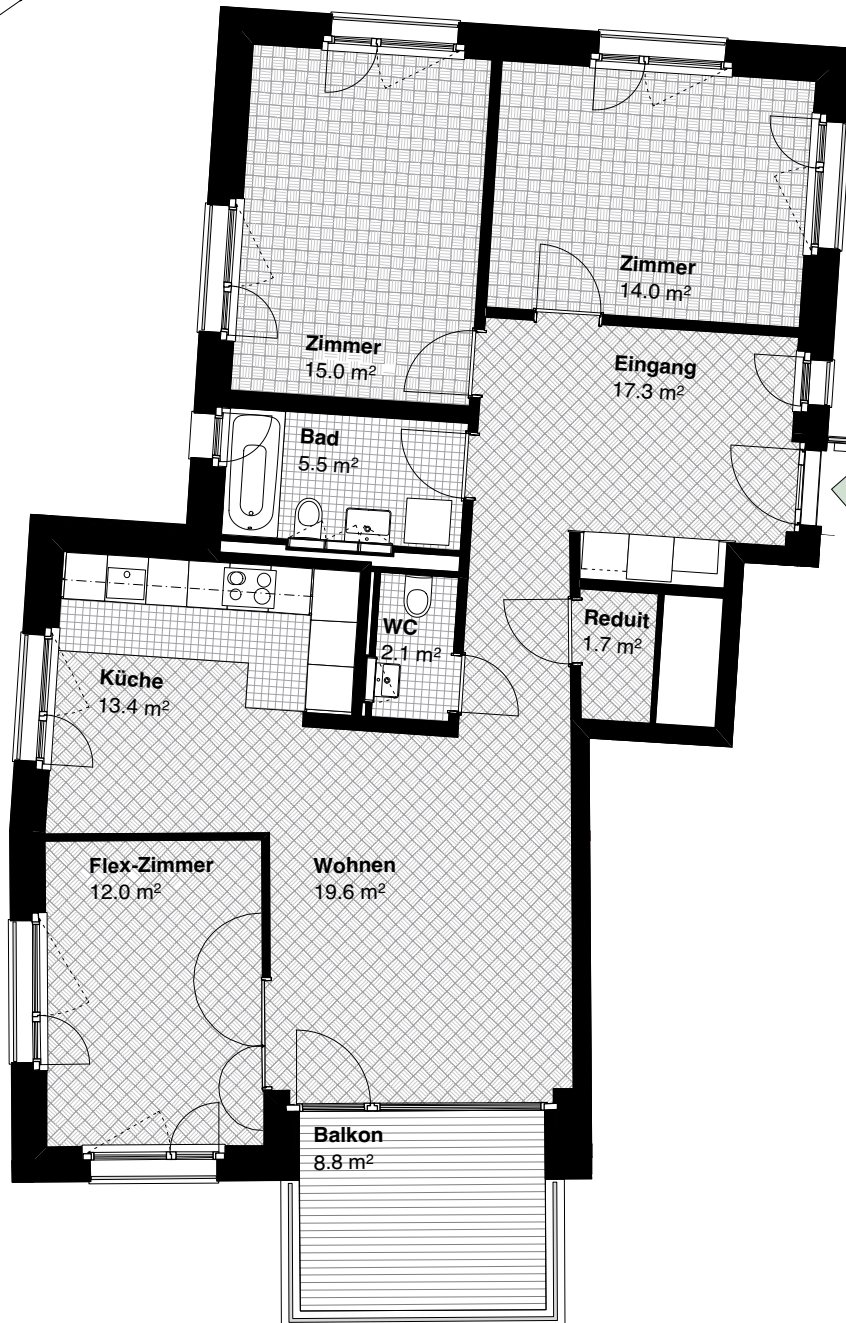 Zimmer
14.0 m²
Zimmer
15.0 m²
Eingang
17.3 m²
Bad
5.5 m²
Reduit
1.7 m²
WC
2.1 m²
Küche
13.4 m²
Flex-Zimmer
12.0 m²
Wohnen
19.6 m²
Balkon
8.8 m²